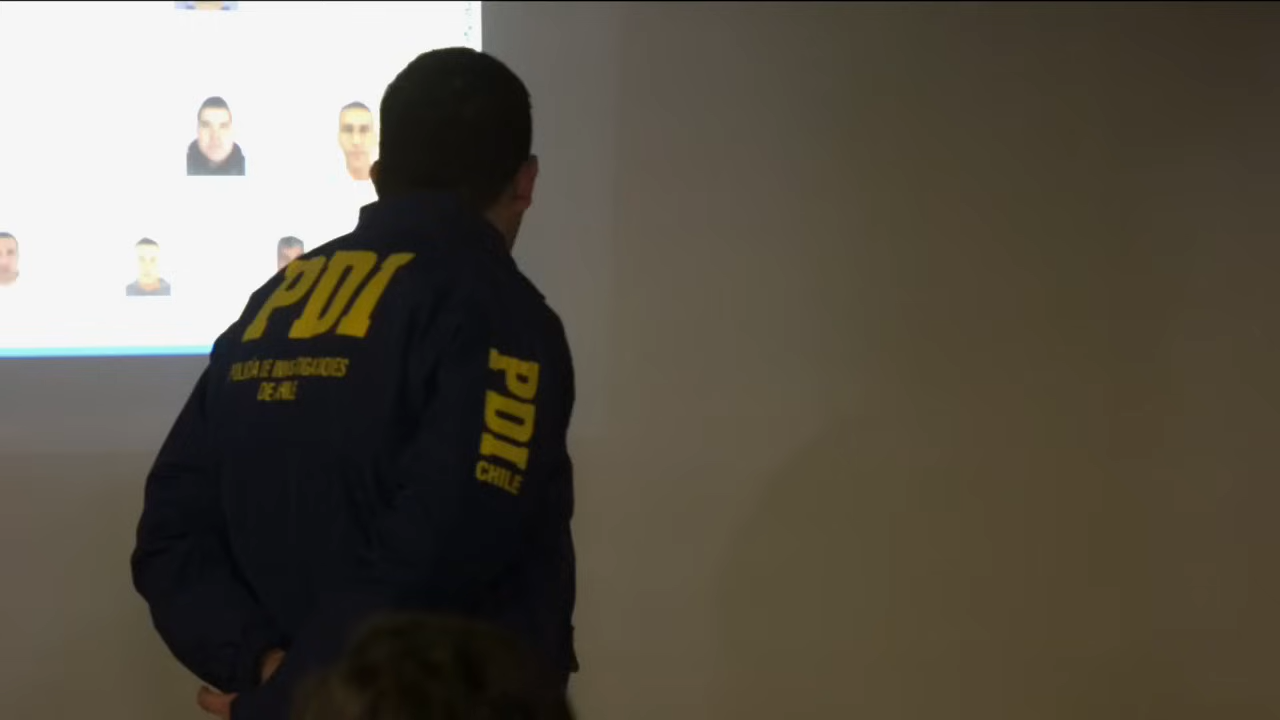 PDI
POLICÍA DE INVESTIGACIONES
DE CHILE
PDI
CHILE